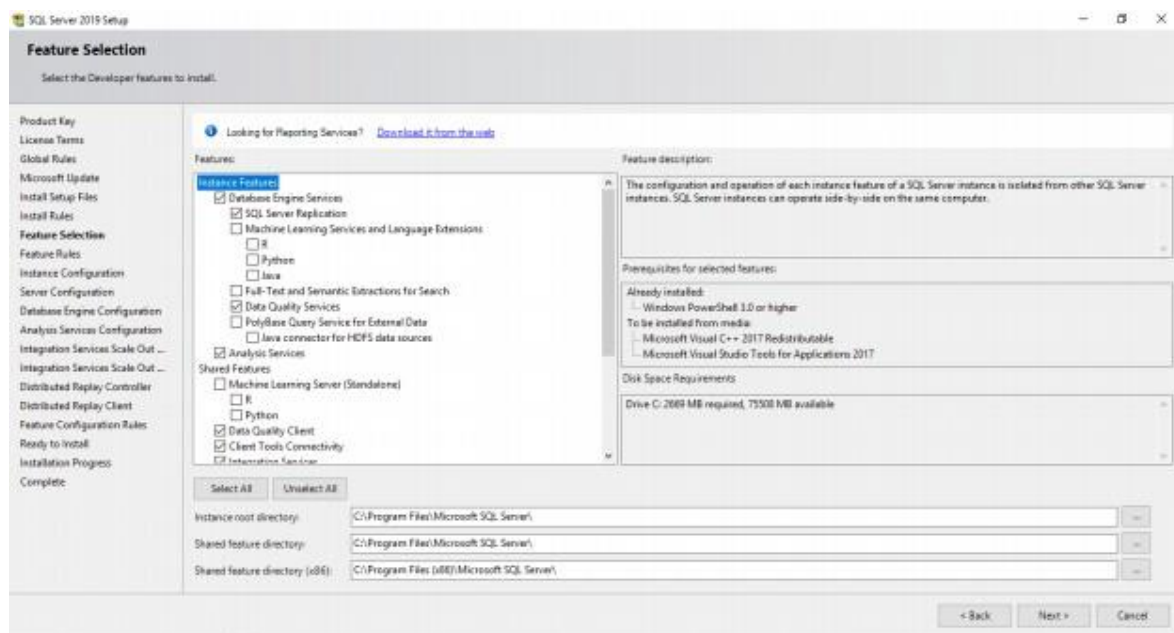 SQL Server 2019 Setup
Feature Selection
Select the Developer features to install.
Product Key
License Terms
Global Rules
Microsoft Update
Install Setup Files
Install Rules
Feature Selection
Feature Rules
Instance Configuration
Server Configuration
Database Engine Configuration
Analysis Services Configuration
Integration Services Scale Out ...
Integration Services Scale Out ...
Distributed Replay Controller
Distributed Replay Client
Feature Configuration Rules
Ready to Install
Installation Progress
Complete
Looking for Reporting Services? Download it from the web
Features:
Instance Features
Database Engine Services
SQL Server Replication
Machine Learning Services and Language Extensions
R
Python
Java
Full-Text and Semantic Extractions for Search
Data Quality Services
PolyBase Query Service for External Data
Java connector for HDFS data sources
Analysis Services
Shared Features
Machine Learning Server (Standalone)
R
Python
Data Quality Client
Client Tools Connectivity
Integration Services
Feature description:
The configuration and operation of each instance feature of a SQL Server instance is isolated from other SQL Server
instances. SQL Server instances can operate side-by-side on the same computer.
Prerequisites for selected features:
Already installed:
Windows PowerShell 3.0 or higher
To be installed from media:
Microsoft Visual C++ 2017 Redistributable
Microsoft Visual Studio Tools for Applications 2017
Disk Space Requirements
Drive C: 2669 MB required, 75508 MB available
Select All
Unselect All
Instance root directory: C:\Program Files\Microsoft SQL Server\
...
Shared feature directory: C:\Program Files\Microsoft SQL Server\
...
Shared feature directory (x86): C:\Program Files (x86)\Microsoft SQL Server\
...
< Back
Next >
Cancel